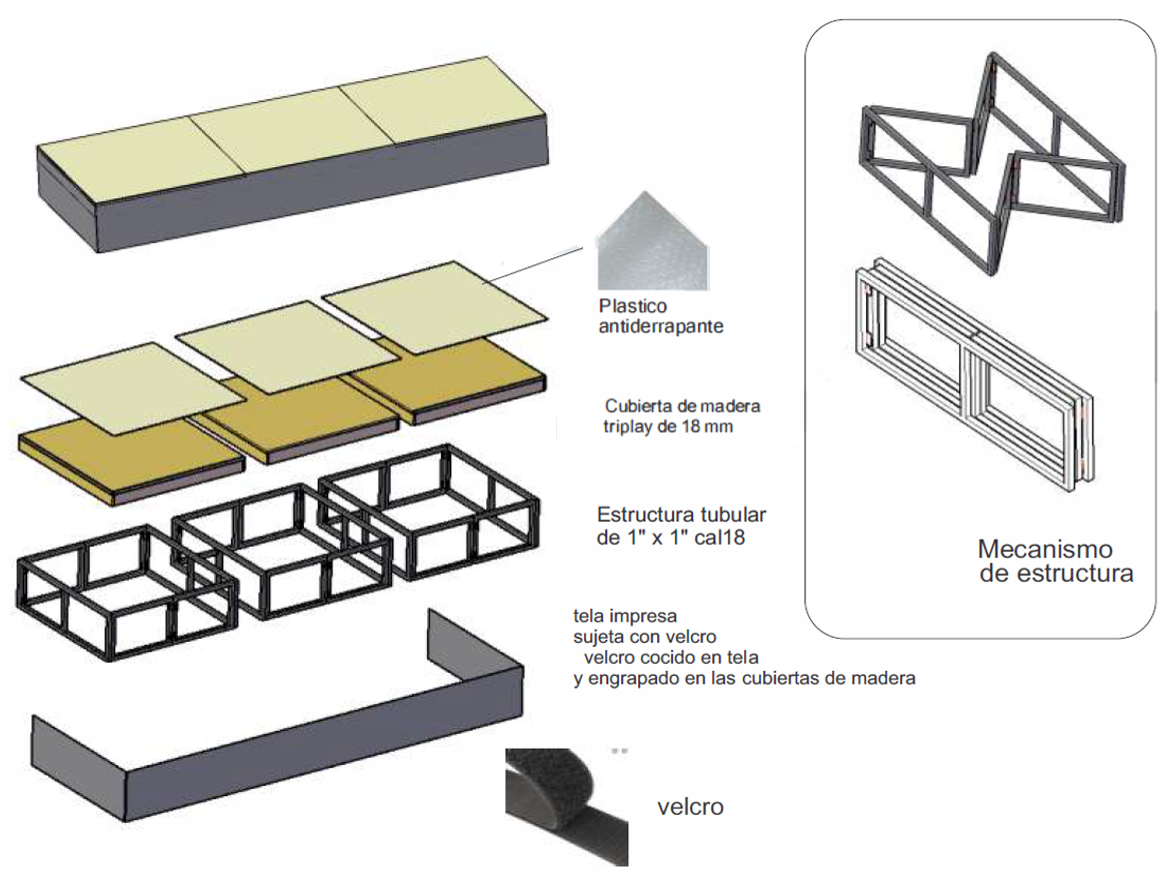 Plastico
antiderrapante
Cubierta de madera
triplay de 18 mm
Estructura tubular
de 1" x 1" cal18
tela impresa
sujeta con velcro
velcro cocido en tela
y engrapado en las cubiertas de madera
velcro
Mecanismo
de estructura